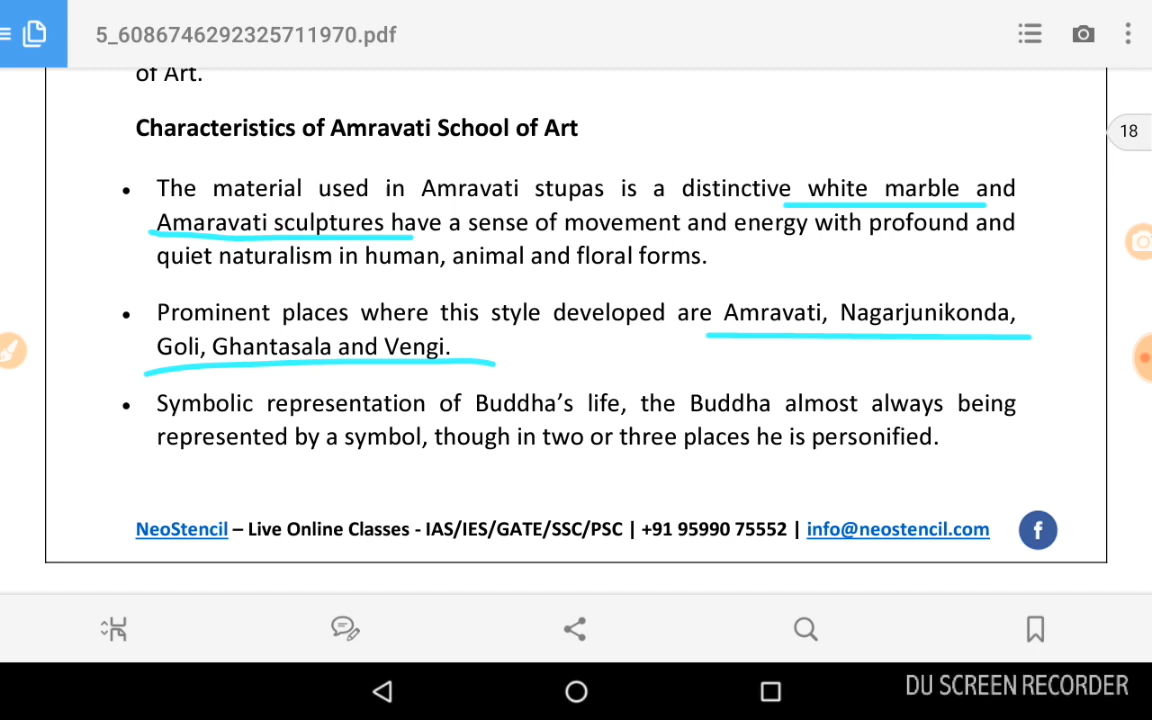 5_6086746292325711970.pdf
of Art.
Characteristics of Amravati School of Art
18
• The material used in Amravati stupas is a distinctive white marble and
Amaravati sculptures have a sense of movement and energy with profound and
quiet naturalism in human, animal and floral forms.
• Prominent places where this style developed are Amravati, Nagarjunikonda,
Goli, Ghantasala and Vengi.
• Symbolic representation of Buddha’s life, the Buddha almost always being
represented by a symbol, though in two or three places he is personified.
NeoStencil – Live Online Classes - IAS/IES/GATE/SSC/PSC | +91 95990 75552 | info@neostencil.com f
DU SCREEN RECORDER